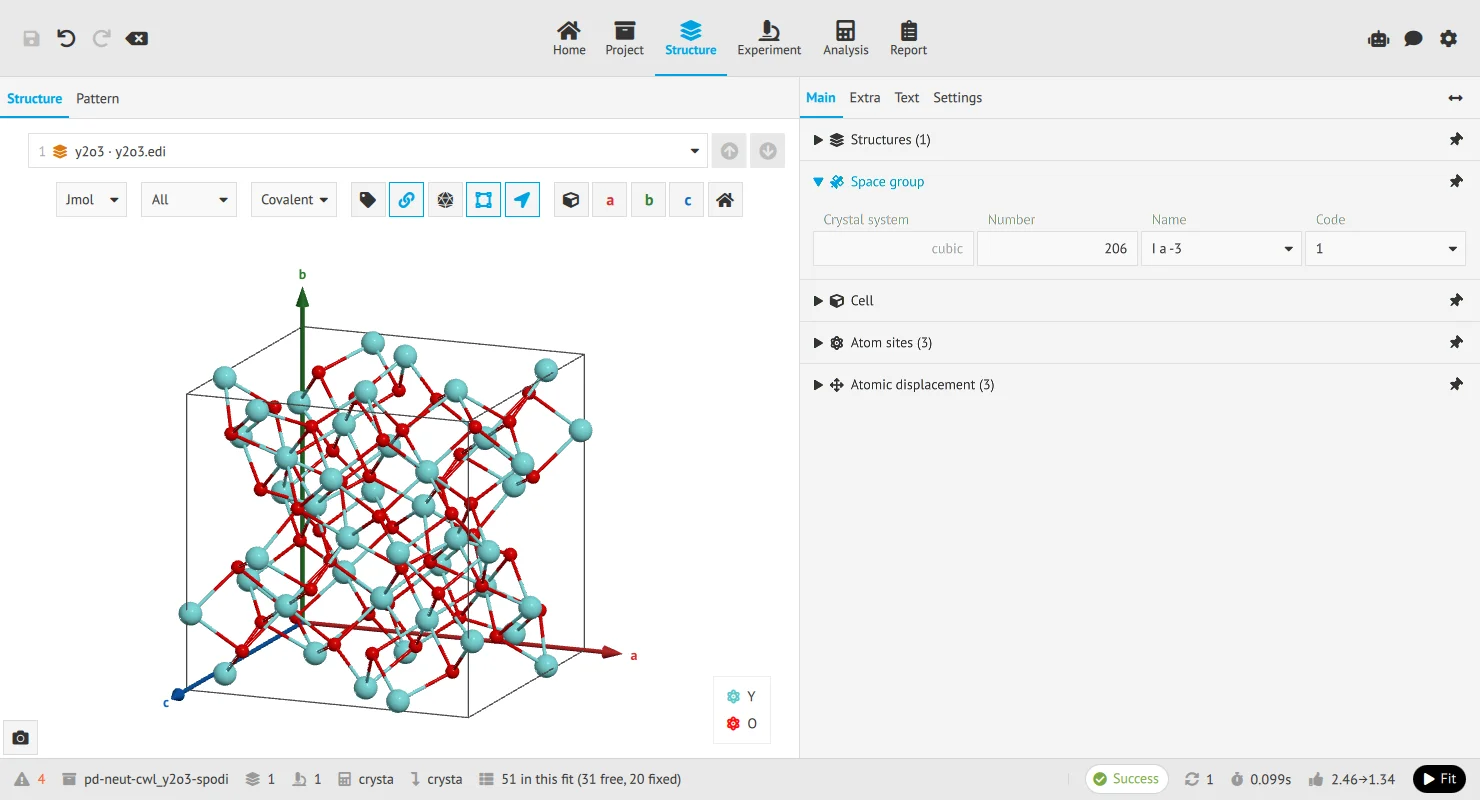 Home Project Structure Experiment Analysis Report
Structure Pattern
Main Extra Text Settings
1 y2o3 · y2o3.edi
Jmol All Covalent a b c
b
a
c
Y
O
Structures (1)
Space group
Crystal system Number Name Code
cubic 206 I a -3 1
Cell
Atom sites (3)
Atomic displacement (3)
4 pd-neut-cwl_y2o3-spodi 1 1 crysta crysta 51 in this fit (31 free, 20 fixed) Success 1 0.099s 2.46→1.34 Fit